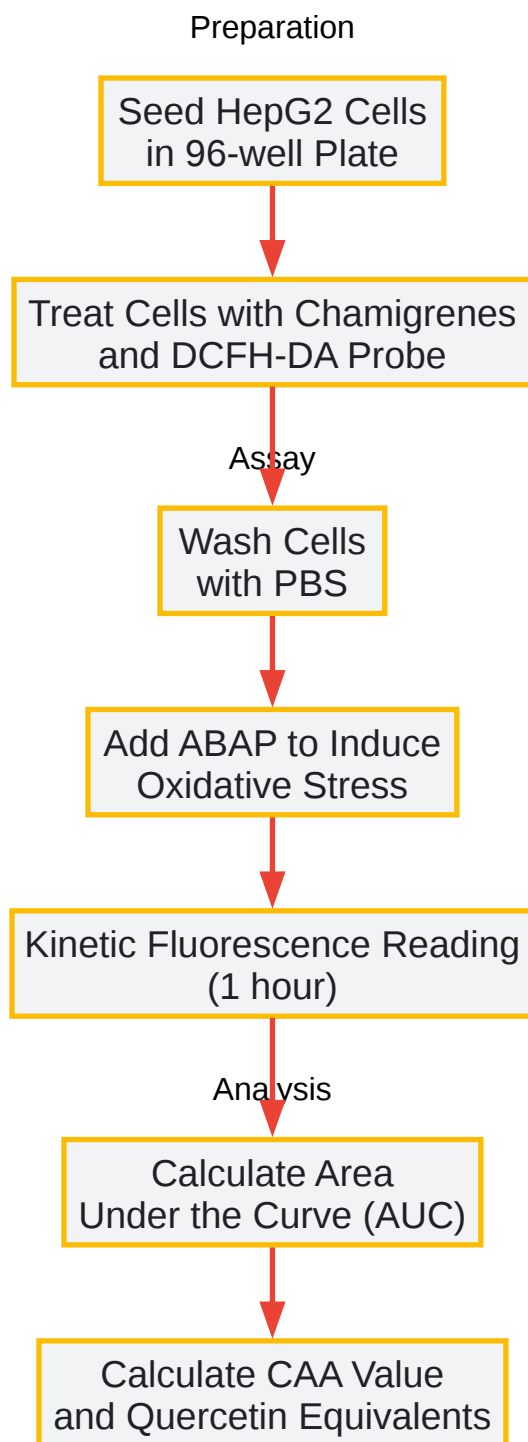 Preparation
Seed HepG2 Cells
in 96-well Plate
Treat Cells with Chamigrenes
and DCFH-DA Probe
Assay
Wash Cells
with PBS
Add ABAP to Induce
Oxidative Stress
Kinetic Fluorescence Reading
(1 hour)
Analysis
Calculate Area
Under the Curve (AUC)
Calculate CAA Value
and Quercetin Equivalents